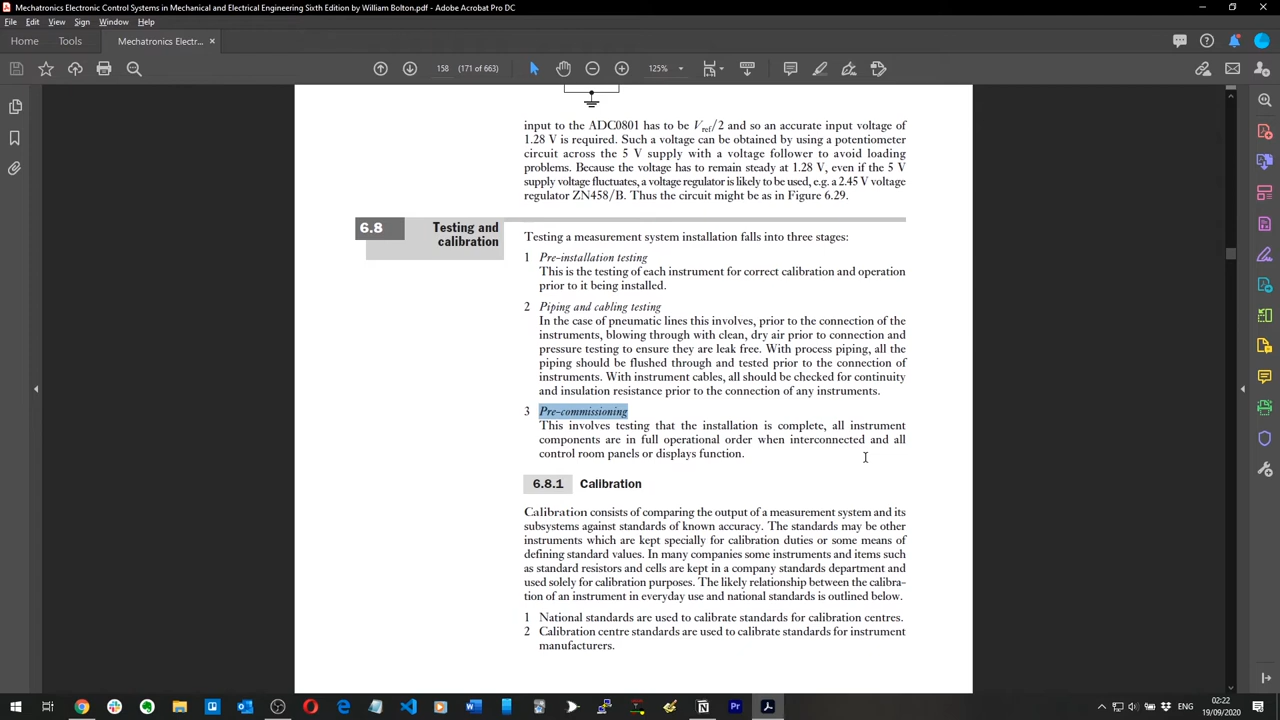 Mechatronics Electronic Control Systems in Mechanical and Electrical Engineering Sixth Edition by William Bolton.pdf - Adobe Acrobat Pro DC
File Edit View Sign Window Help
Home Tools Mechatronics Electr... ×
158 (171 of 663) 125%
input to the ADC0801 has to be Vref/2 and so an accurate input voltage of
1.28 V is required. Such a voltage can be obtained by using a potentiometer
circuit across the 5 V supply with a voltage follower to avoid loading
problems. Because the voltage has to remain steady at 1.28 V, even if the 5 V
supply voltage fluctuates, a voltage regulator is likely to be used, e.g. a 2.45 V voltage
regulator ZN458/B. Thus the circuit might be as in Figure 6.29.
6.8 Testing and
calibration
Testing a measurement system installation falls into three stages:
1 Pre-installation testing
This is the testing of each instrument for correct calibration and operation
prior to it being installed.
2 Piping and cabling testing
In the case of pneumatic lines this involves, prior to the connection of the
instruments, blowing through with clean, dry air prior to connection and
pressure testing to ensure they are leak free. With process piping, all the
piping should be flushed through and tested prior to the connection of
instruments. With instrument cables, all should be checked for continuity
and insulation resistance prior to the connection of any instruments.
3 Pre-commissioning
This involves testing that the installation is complete, all instrument
components are in full operational order when interconnected and all
control room panels or displays function.
6.8.1 Calibration
Calibration consists of comparing the output of a measurement system and its
subsystems against standards of known accuracy. The standards may be other
instruments which are kept specially for calibration duties or some means of
defining standard values. In many companies some instruments and items such
as standard resistors and cells are kept in a company standards department and
used solely for calibration purposes. The likely relationship between the calibra-
tion of an instrument in everyday use and national standards is outlined below.
1 National standards are used to calibrate standards for calibration centres.
2 Calibration centre standards are used to calibrate standards for instrument
manufacturers.
02:22
19/09/2020